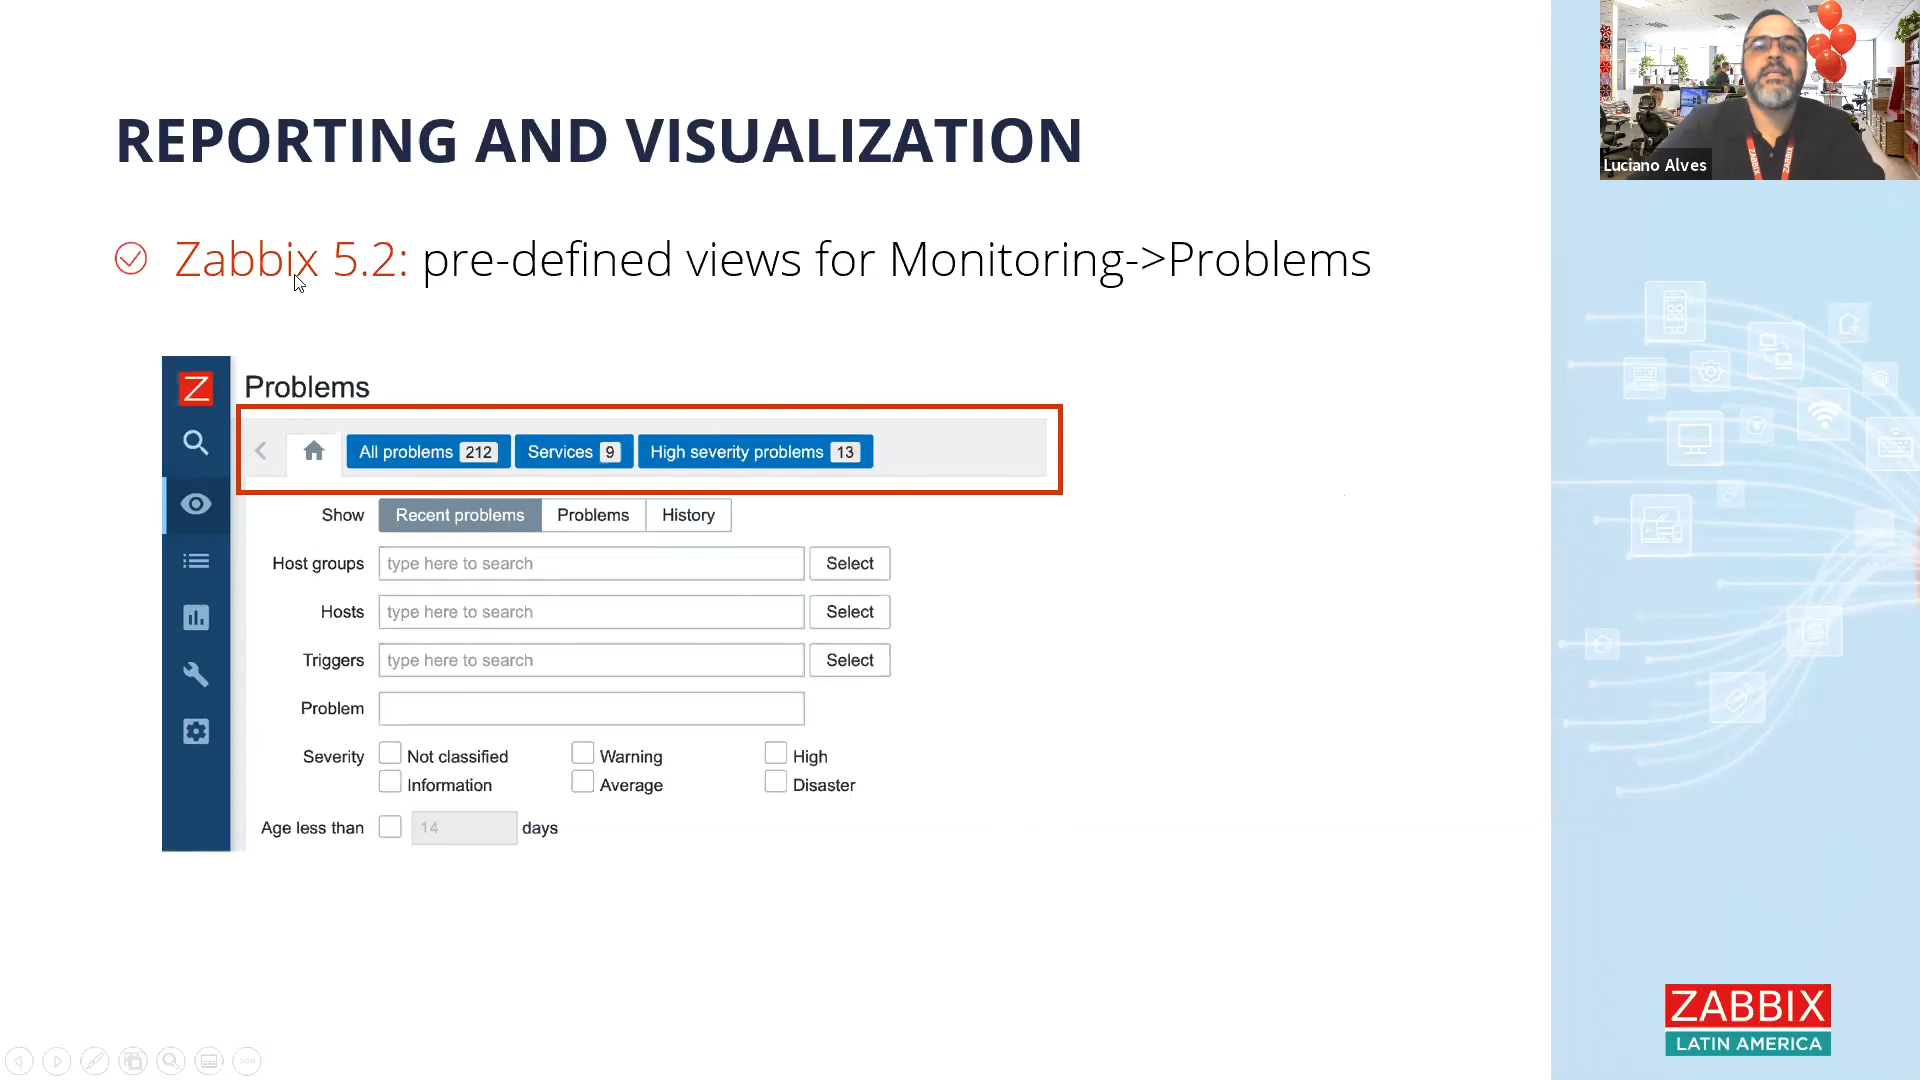 REPORTING AND VISUALIZATION
Zabbix 5.2: pre-defined views for Monitoring->Problems
Z
Problems
All problems 212 Services 9 High severity problems 13
Show Recent problems Problems History
Host groups type here to search Select
Hosts type here to search Select
Triggers type here to search Select
Problem
Severity Not classified Warning High
Information Average Disaster
Age less than 14 days
ZABBIX ZABBIX
Luciano Alves
ZABBIX
LATIN AMERICA